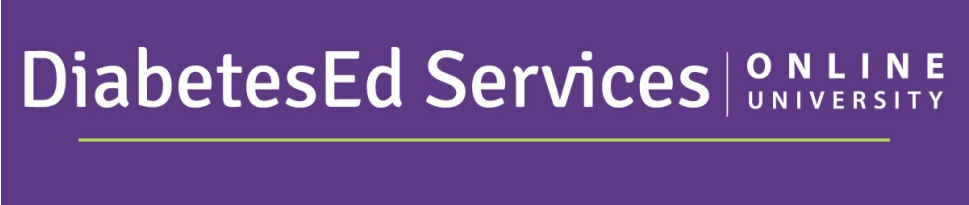 DiabetesEd Services | ONLINE
UNIVERSITY